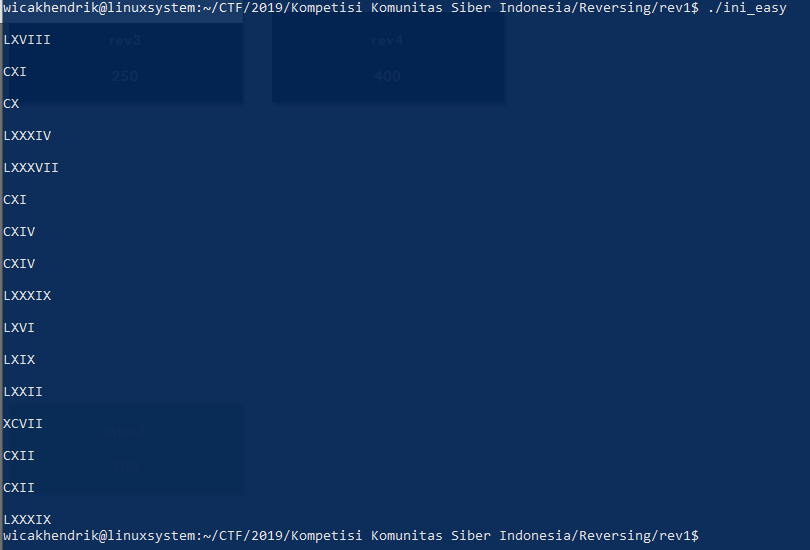 wicakhendrik@linuxsystem:~/CTF/2019/Kompetisi Komunitas Siber Indonesia/Reversing/rev1$ ./ini_easy
LXVIII
rev3
rev4
CXI
250
400
CX
LXXXIV
LXXXVII
CXI
CXIV
CXIV
LXXXIX
LXVI
LXIX
LXXII
XCVII
CXII
CXII
LXXXIX
wicakhendrik@linuxsystem:~/CTF/2019/Kompetisi Komunitas Siber Indonesia/Reversing/rev1$